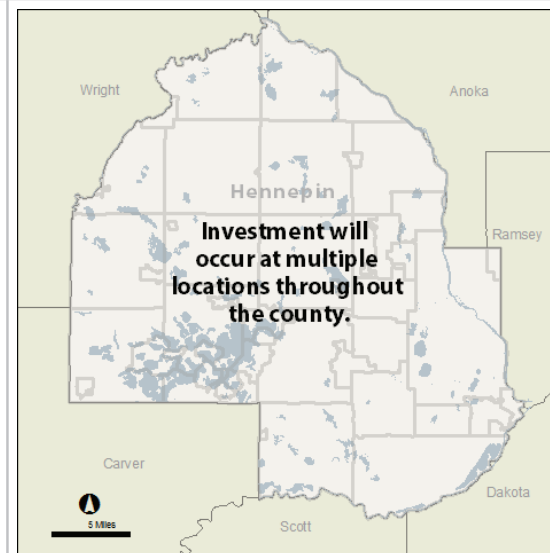 Wright
Anoka
Hennepin
Ramsey
Investment will
occur at multiple
locations throughout
the county.
Carver
Dakota
5 Miles
Scott